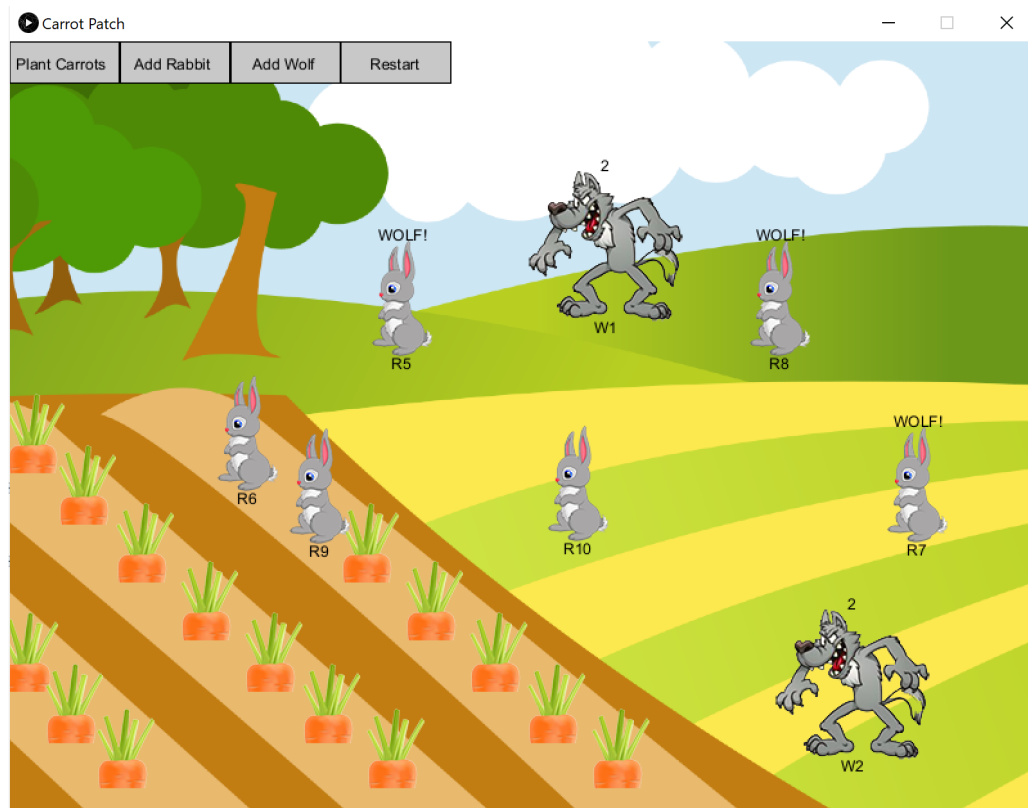 Carrot Patch
Plant Carrots
Add Rabbit
Add Wolf
Restart
2
WOLF!
WOLF!
W1
R5
R8
WOLF!
R6
R9
R10
R7
2
W2